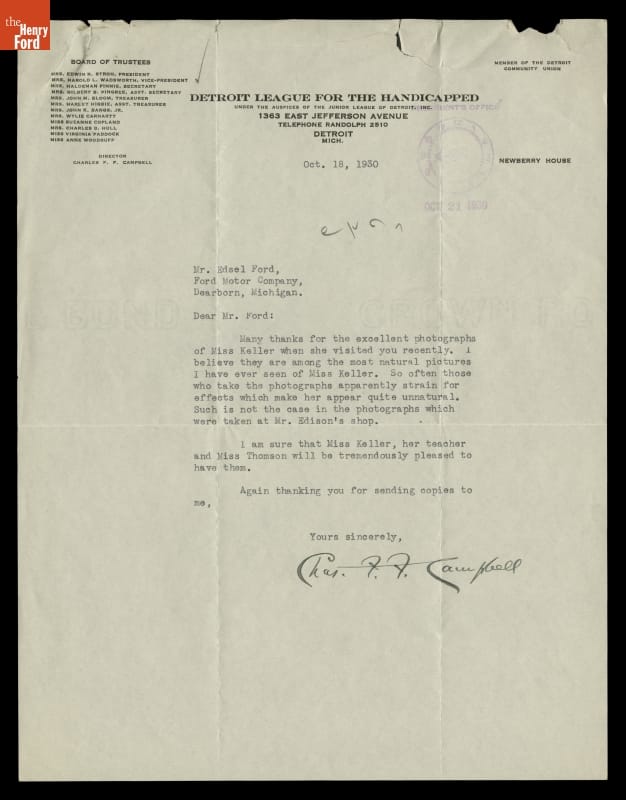 the
Henry
Ford
BOARD OF TRUSTEES
MRS. EDWIN R. STROH, PRESIDENT
MRS. HAROLD L. WADSWORTH, VICE-PRESIDENT
MRS. HALDEMAN FINNIE, SECRETARY
MRS. GILBERT B. PINGREE, ASST. SECRETARY
MRS. JOHN M. BLOOM, TREASURER
MRS. HARLEY HIGBIE, ASST. TREASURER
MRS. JOHN K. BANGS, JR.
MRS. WYLIE CARHARTT
MISS SUZANNE COPLAND
MRS. CHARLES D. HULL
MISS VIRGINIA PADDOCK
MISS ANNE WOODRUFF
DIRECTOR
CHARLES F. F. CAMPBELL
MEMBER OF THE DETROIT
COMMUNITY UNION
DETROIT LEAGUE FOR THE HANDICAPPED
UNDER THE AUSPICES OF THE JUNIOR LEAGUE OF DETROIT, INC.
1363 EAST JEFFERSON AVENUE
TELEPHONE RANDOLPH 2510
DETROIT
MICH.
NEWBERRY HOUSE
OFFICE
OCT 21 1930
Oct. 18, 1930
Mr. Edsel Ford,
Ford Motor Company,
Dearborn, Michigan.
Dear Mr. Ford:
Many thanks for the excellent photographs
of Miss Keller when she visited you recently. I
believe they are among the most natural pictures
I have ever seen of Miss Keller. So often those
who take the photographs apparently strain for
effects which make her appear quite unnatural.
Such is not the case in the photographs which
were taken at Mr. Edison's shop.
I am sure that Miss Keller, her teacher
and Miss Thomson will be tremendously pleased to
have them.
Again thanking you for sending copies to
me,
Yours sincerely,
Chas. F. F. Campbell